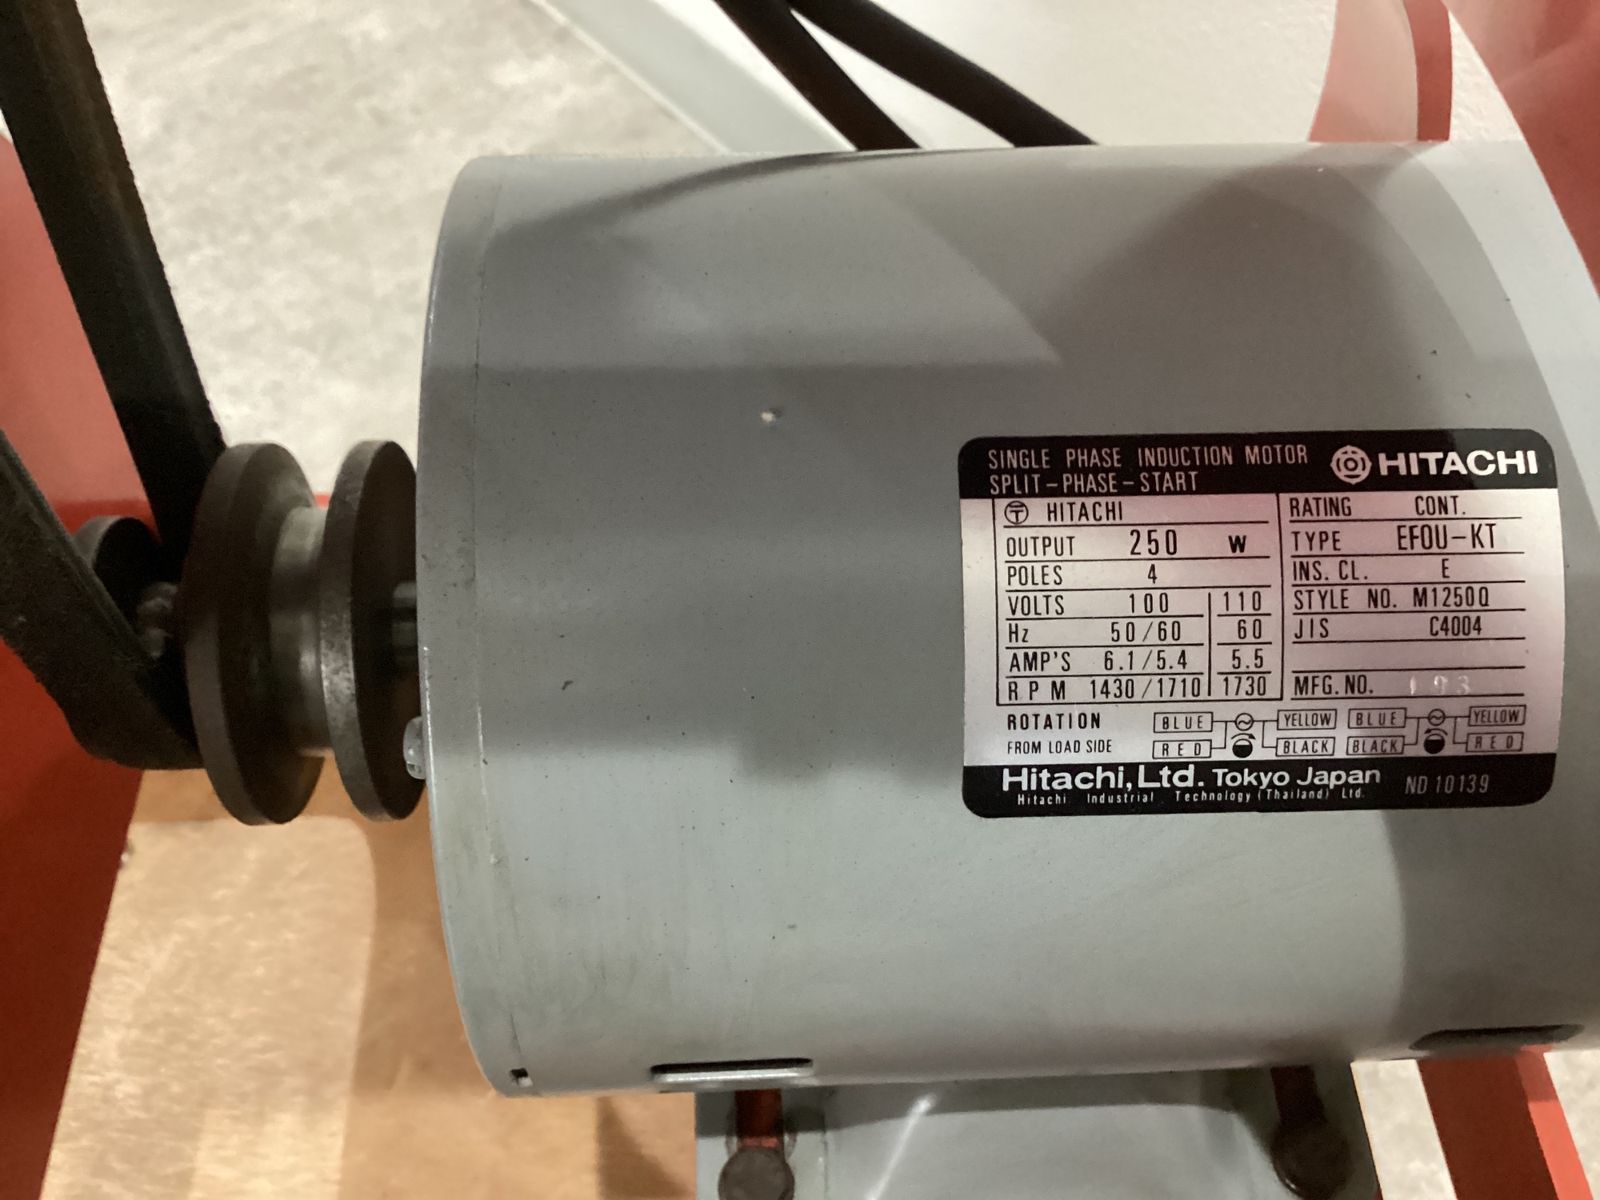 SINGLE PHASE INDUCTION MOTOR
SPLIT-PHASE-START
HITACHI
HITACHI
OUTPUT 250 W
POLES 4
VOLTS 100 110
Hz 50/60 60
AMP'S 6.1/5.4 5.5
RPM 1430/1710 1730
RATING CONT.
TYPE EFOU-KT
INS. CL. E
STYLE NO. M1250Q
JIS C4004
MFG. NO.
ROTATION
FROM LOAD SIDE
BLUE YELLOW BLUE YELLOW
RED BLACK BLACK RED
Hitachi, Ltd. Tokyo Japan
Hitachi Industrial Technology (Thailand) Ltd.
ND 10139